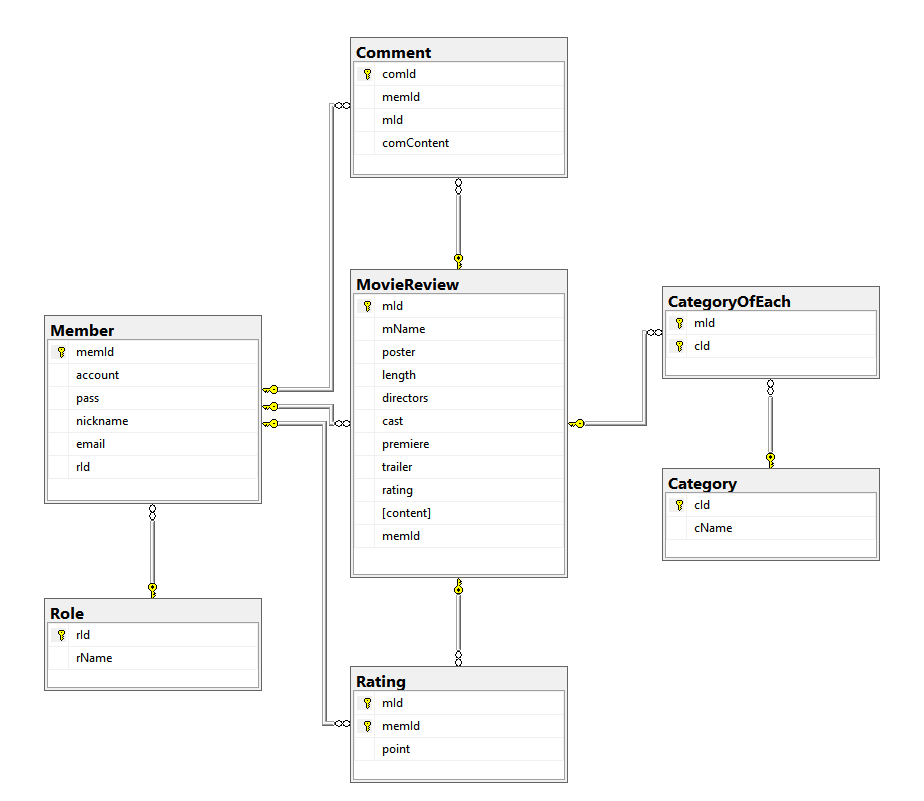 Comment
comId
memId
mId
comContent
MovieReview
mId
mName
poster
length
directors
cast
premiere
trailer
rating
[content]
memId
CategoryOfEach
mId
cId
Member
memId
account
pass
nickname
email
rId
Category
cId
cName
Role
rId
rName
Rating
mId
memId
point